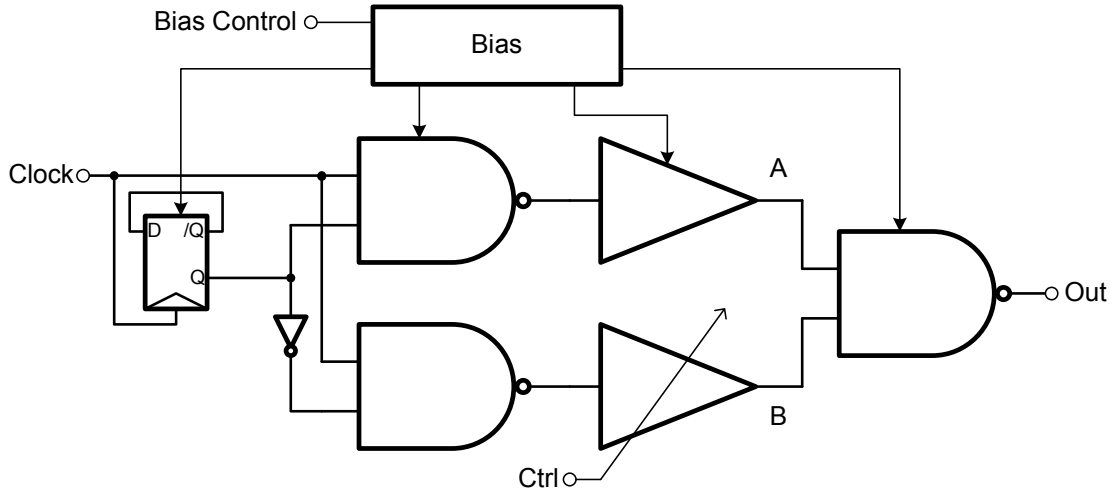 Bias Control
Bias
Clock
A
D /Q
Q
Out
B
Ctrl